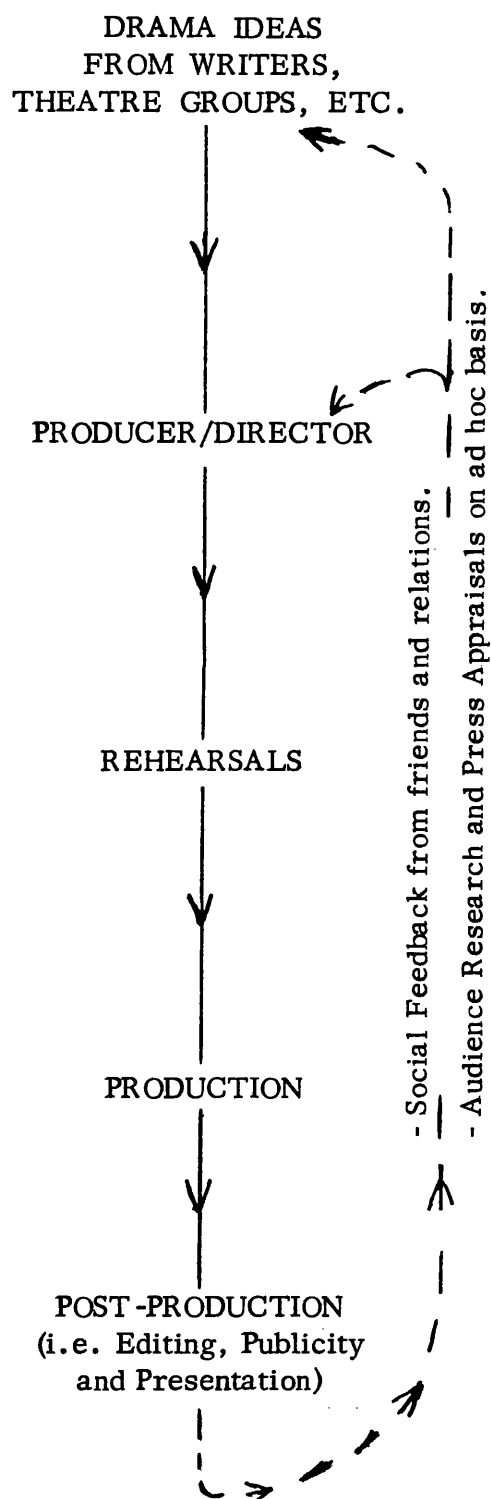 DRAMA IDEAS
FROM WRITERS,
THEATRE GROUPS, ETC.
PRODUCER/DIRECTOR
REHEARSALS
PRODUCTION
POST-PRODUCTION
(i.e. Editing, Publicity
and Presentation)
- Social Feedback from friends and relations.
- Audience Research and Press Appraisals on ad hoc basis.